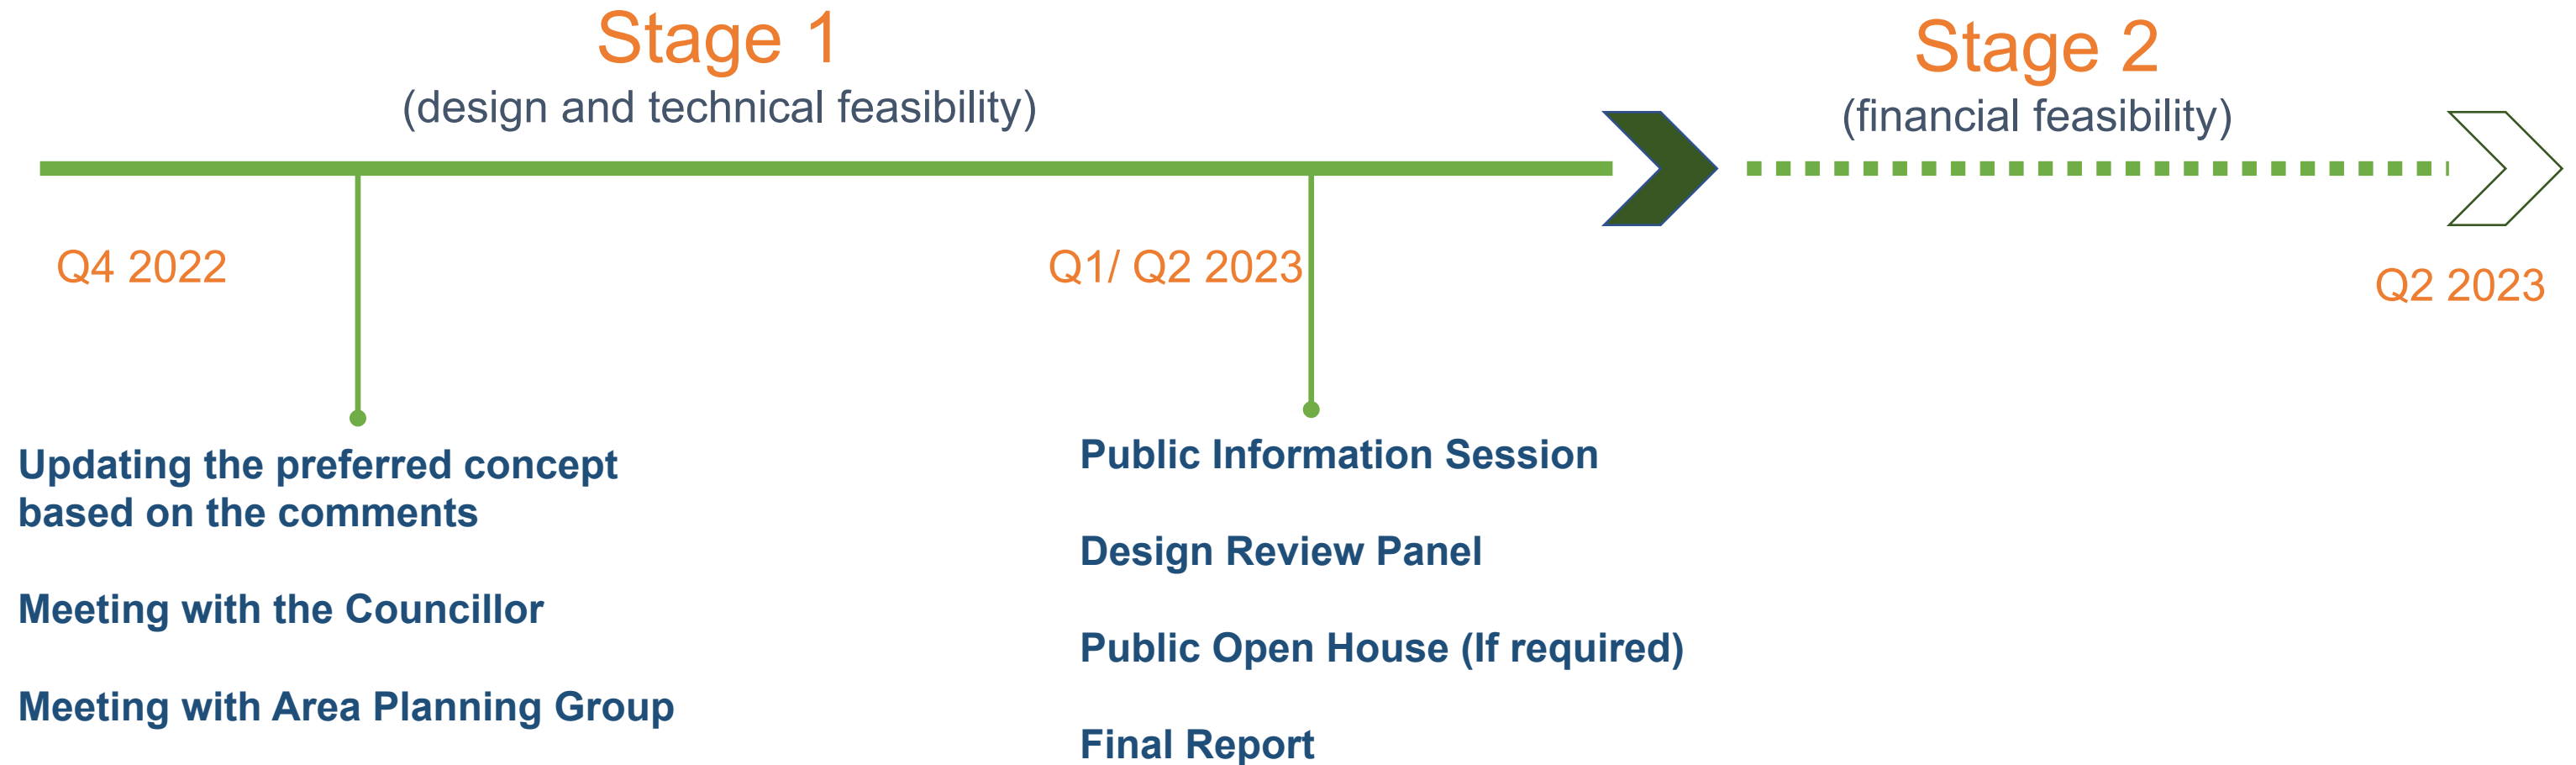 Stage 1
(design and technical feasibility)
Stage 2
(financial feasibility)
Q4 2022
Q1/ Q2 2023
Q2 2023
Updating the preferred concept
based on the comments
Meeting with the Councillor
Meeting with Area Planning Group
Public Information Session
Design Review Panel
Public Open House (If required)
Final Report